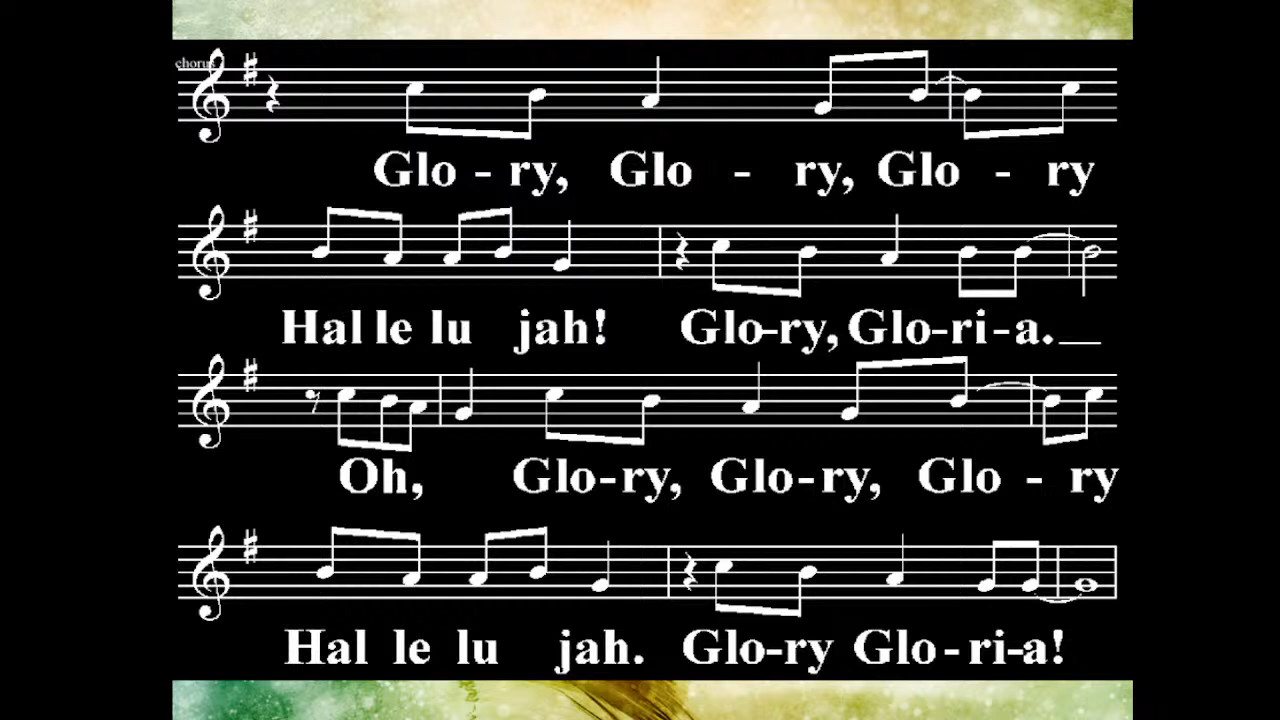 chorus
Glo - ry, Glo - ry, Glo - ry
Hal le lu jah! Glo-ry, Glo-ri-a.__
Oh, Glo-ry, Glo-ry, Glo - ry
Hal le lu jah. Glo-ry Glo-ri-a!